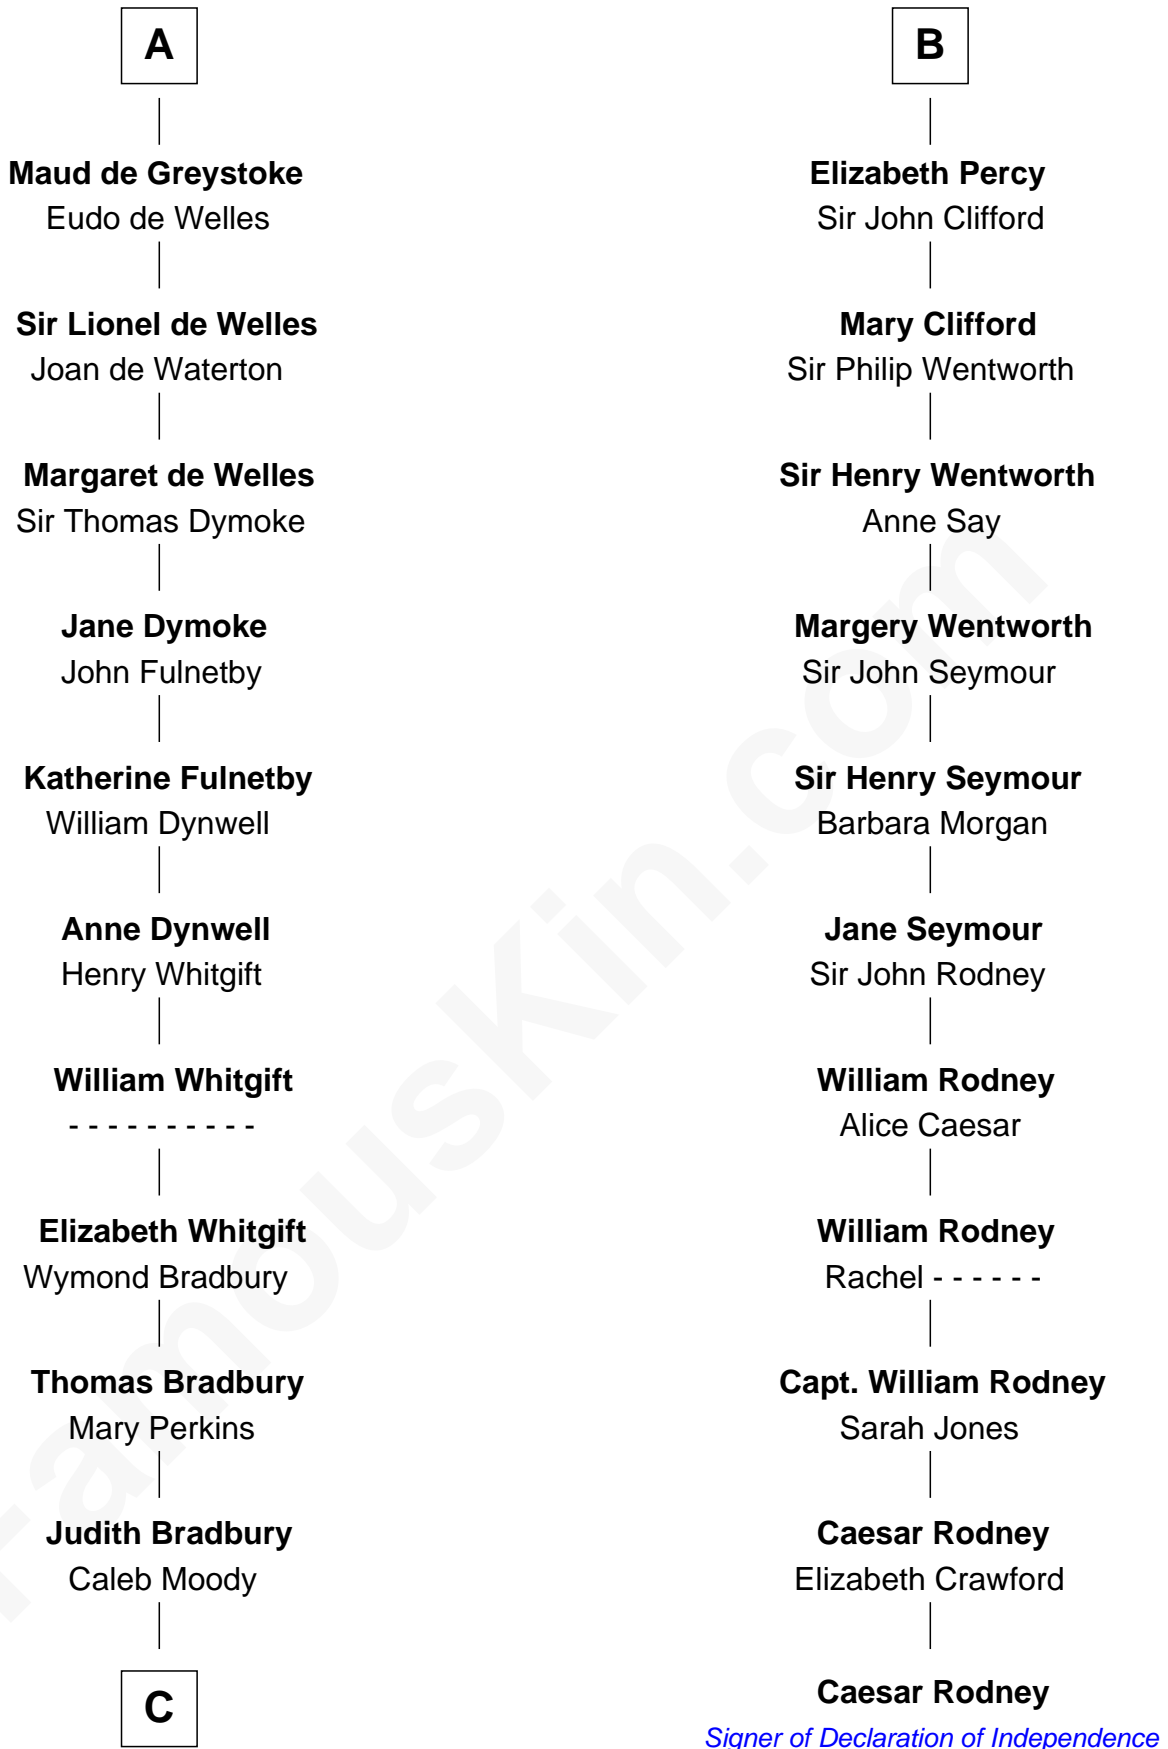 A
Maud de Greystoke
Eudo de Welles
Sir Lionel de Welles
Joan de Waterton
Margaret de Welles
Sir Thomas Dymoke
Jane Dymoke
John Fulnetby
Katherine Fulnetby
William Dynwell
Anne Dynwell
Henry Whitgift
William Whitgift
- - - - - - - - - -
Elizabeth Whitgift
Wymond Bradbury
Thomas Bradbury
Mary Perkins
Judith Bradbury
Caleb Moody
C
B
Elizabeth Percy
Sir John Clifford
Mary Clifford
Sir Philip Wentworth
Sir Henry Wentworth
Anne Say
Margery Wentworth
Sir John Seymour
Sir Henry Seymour
Barbara Morgan
Jane Seymour
Sir John Rodney
William Rodney
Alice Caesar
William Rodney
Rachel - - - - - -
Capt. William Rodney
Sarah Jones
Caesar Rodney
Elizabeth Crawford
Caesar Rodney
Signer of Declaration of Independence
FamousKin.com